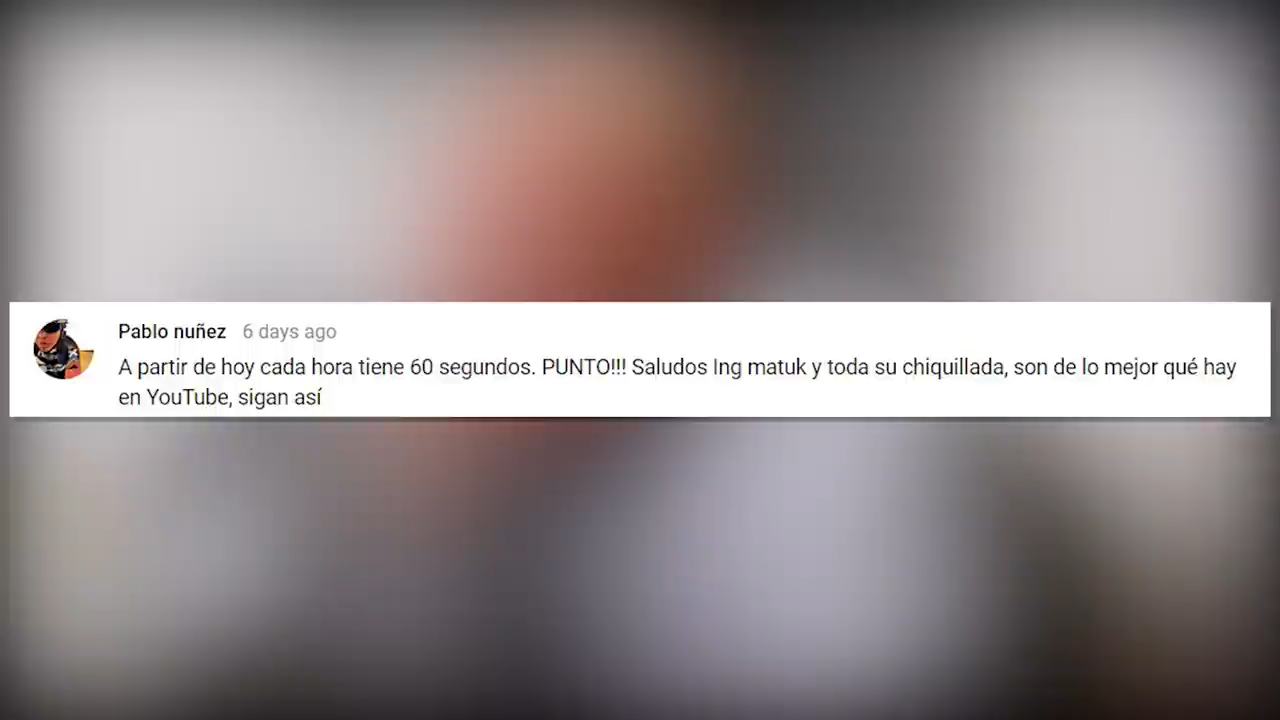 Pablo nuñez 6 days ago
A partir de hoy cada hora tiene 60 segundos. PUNTO!!! Saludos Ing matuk y toda su chiquillada, son de lo mejor qué hay
en YouTube, sigan así